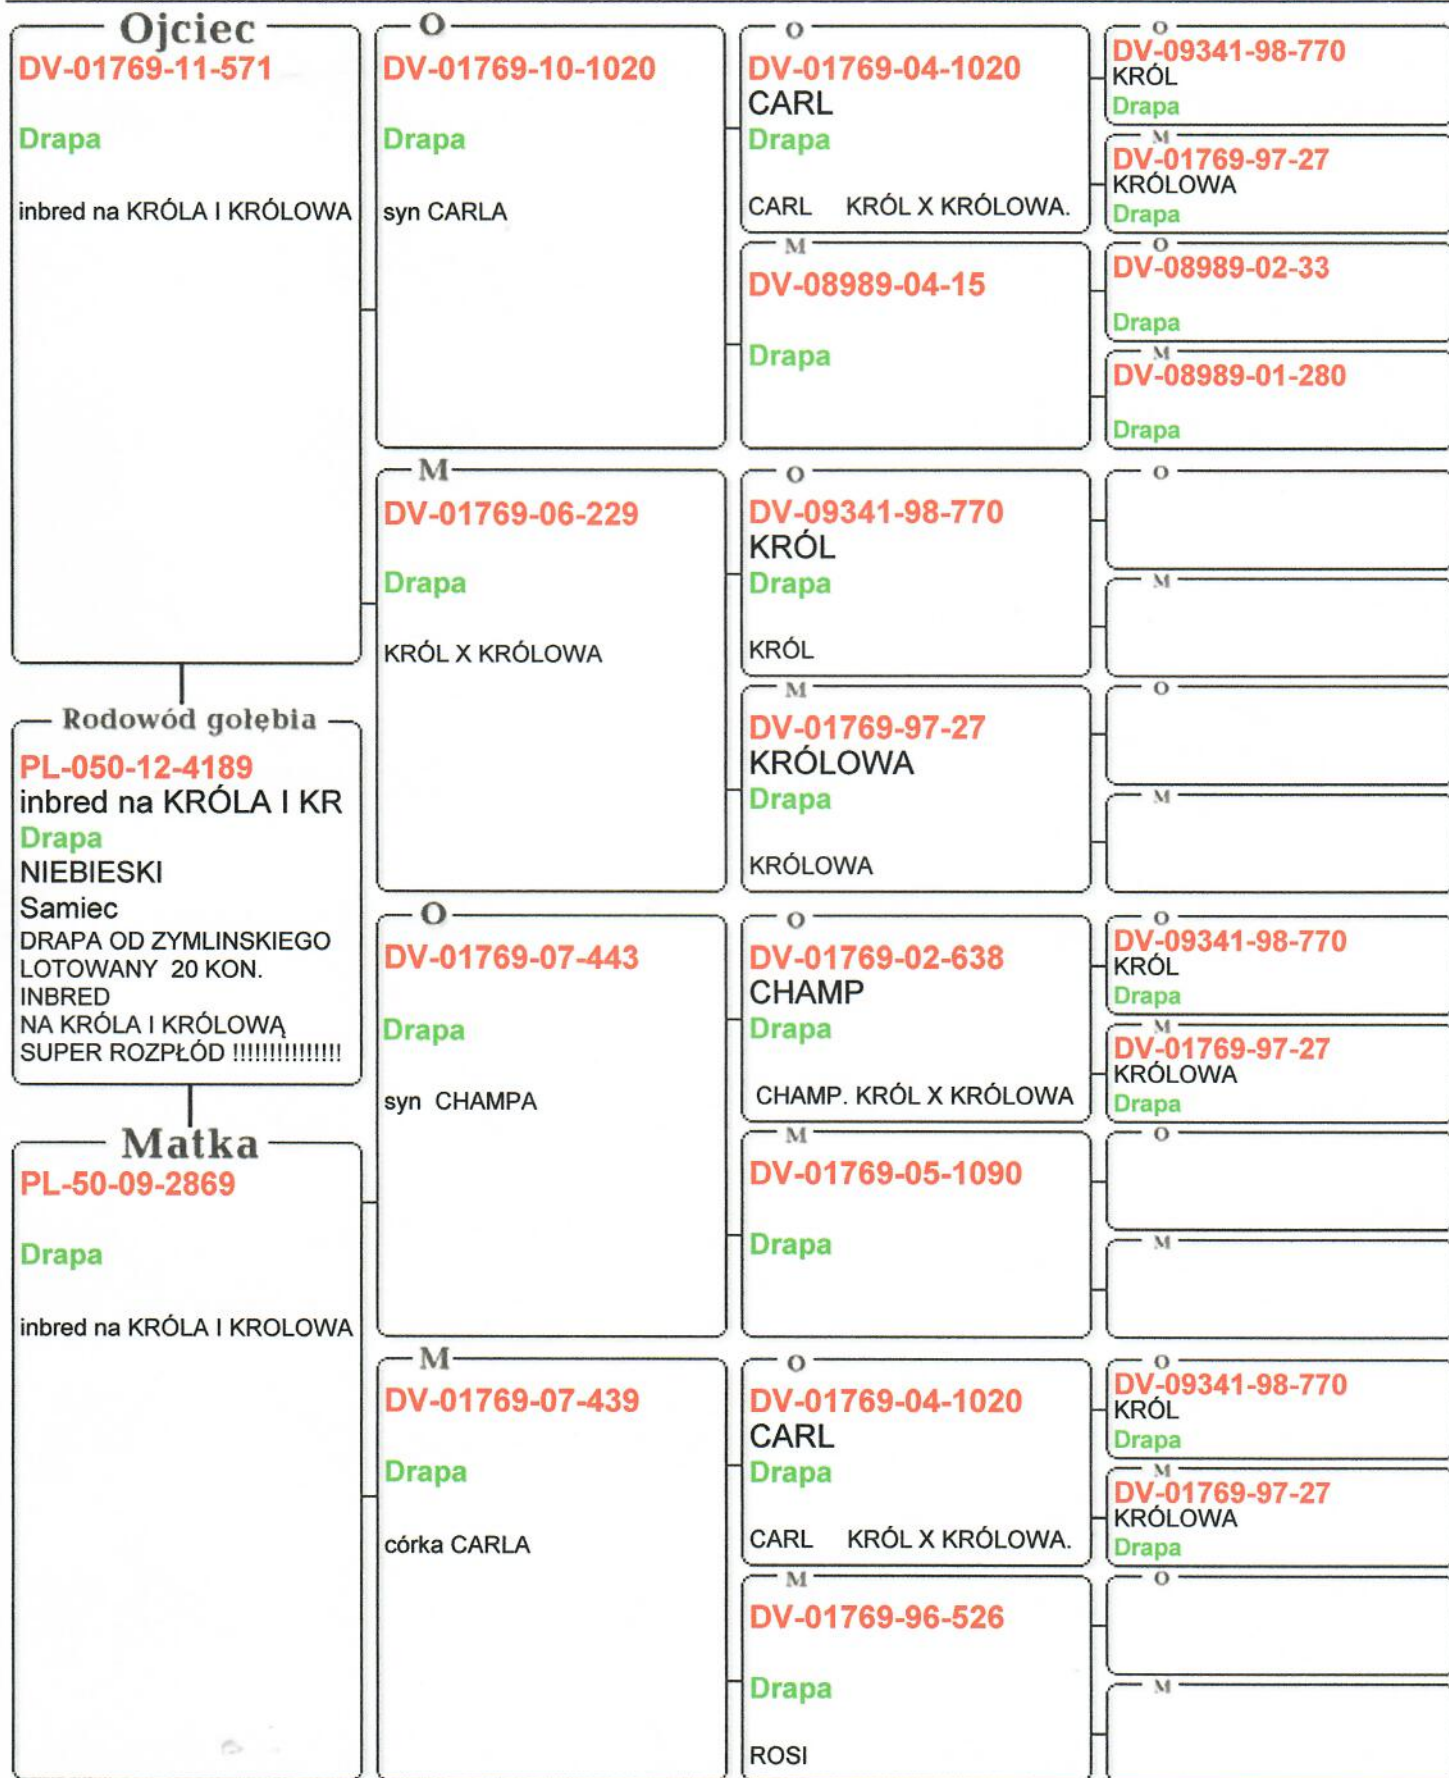 Ojciec
DV-01769-11-571
Drapa
inbred na KRÓLA I KRÓLOWA
Rodowód gołębia
PL-050-12-4189
inbred na KRÓLA I KR
Drapa
NIEBIESKI
Samiec
DRAPA OD ZYMLINSKIEGO
LOTOWANY 20 KON.
INBRED
NA KRÓLA I KRÓLOWĄ
SUPER ROZPŁÓD !!!!!!!!!!!!!!!
Matka
PL-50-09-2869
Drapa
inbred na KRÓLA I KROLOWA
O
DV-01769-10-1020
Drapa
syn CARLA
M
DV-01769-06-229
Drapa
KRÓL X KRÓLOWA
O
DV-01769-07-443
Drapa
syn CHAMPA
M
DV-01769-07-439
Drapa
córka CARLA
O
DV-01769-04-1020
CARL
Drapa
CARL KRÓL X KRÓLOWA.
M
DV-08989-04-15
Drapa
O
DV-09341-98-770
KRÓL
Drapa
KRÓL
M
DV-01769-97-27
KRÓLOWA
Drapa
KRÓLOWA
O
DV-01769-02-638
CHAMP
Drapa
CHAMP. KRÓL X KRÓLOWA
M
DV-01769-05-1090
Drapa
O
DV-01769-04-1020
CARL
Drapa
CARL KRÓL X KRÓLOWA.
M
DV-01769-96-526
Drapa
ROSI
O
DV-09341-98-770
KRÓL
Drapa
M
DV-01769-97-27
KRÓLOWA
Drapa
O
DV-08989-02-33
Drapa
M
DV-08989-01-280
Drapa
O
M
O
M
O
DV-09341-98-770
KRÓL
Drapa
M
DV-01769-97-27
KRÓLOWA
Drapa
O
M
O
DV-09341-98-770
KRÓL
Drapa
M
DV-01769-97-27
KRÓLOWA
Drapa
O
M